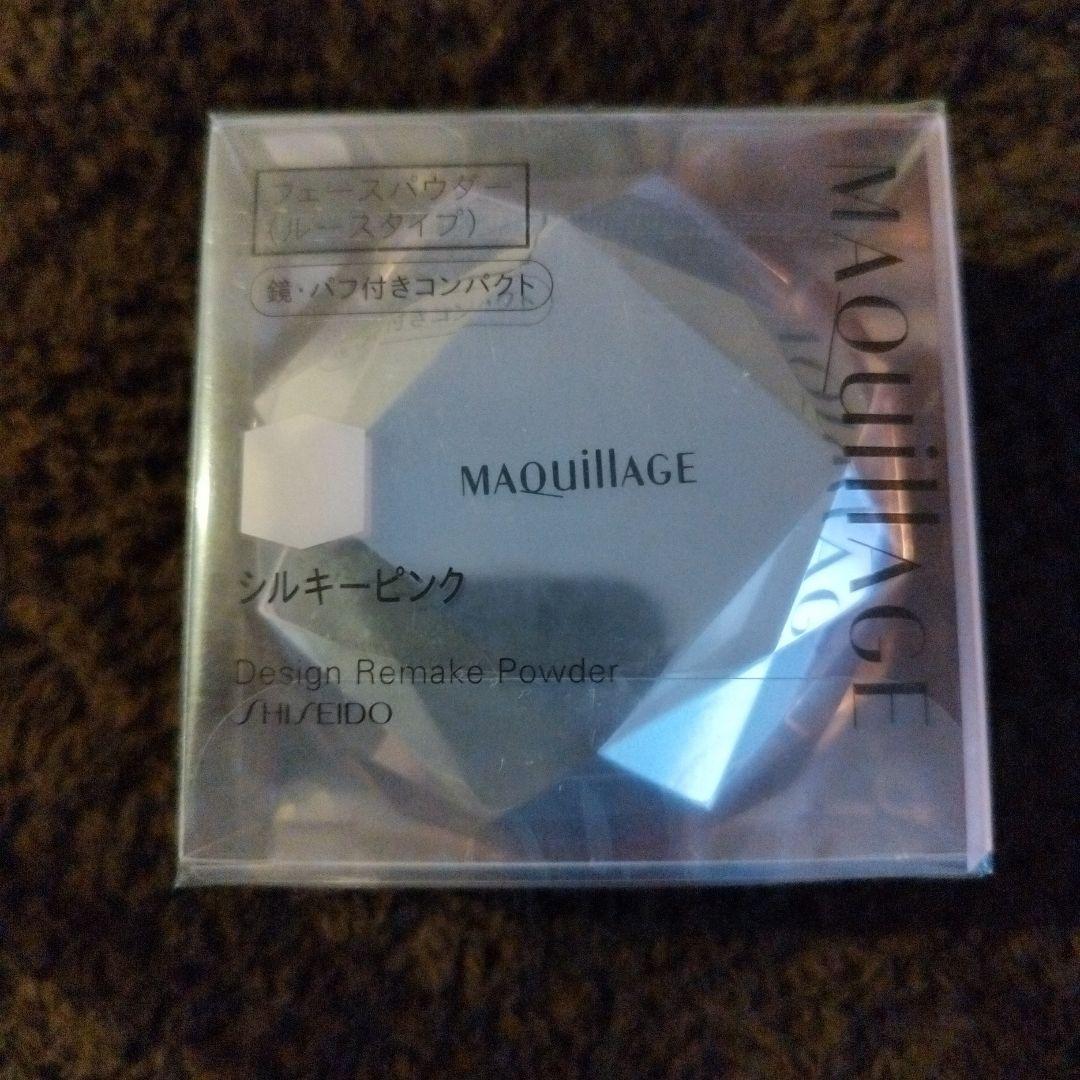 フェースパウダー
(ルースタイプ)
鏡・パフ付きコンパクト
MAQuillAGE
MAQuillAGE
シルキーピンク
Design Remake Powder
SHISEIDO